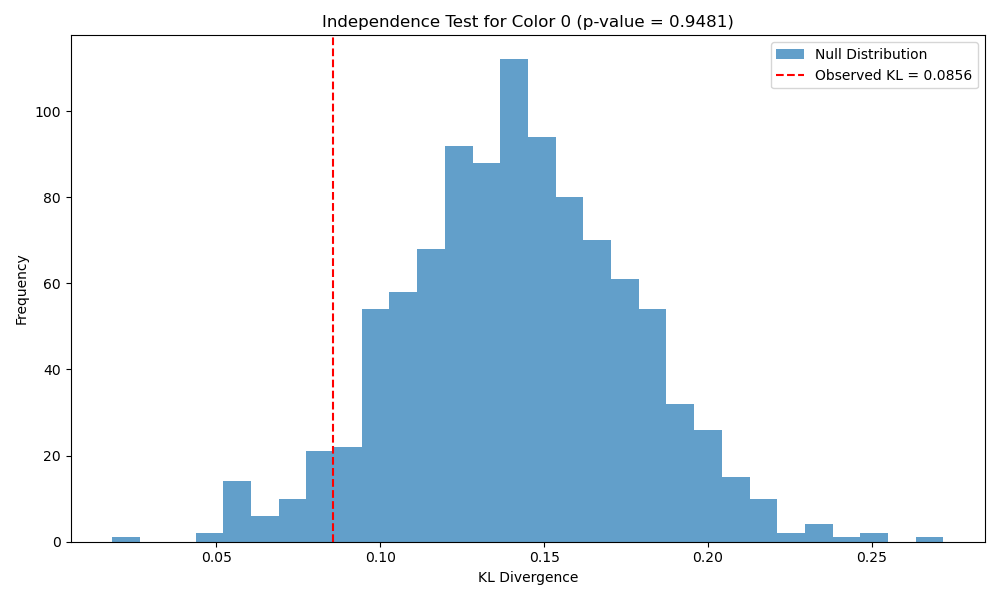 Independence Test for Color 0 (p-value = 0.9481)
Null Distribution
Observed KL = 0.0856
Frequency
100
80
60
40
20
0
0.05 0.10 0.15 0.20 0.25
KL Divergence